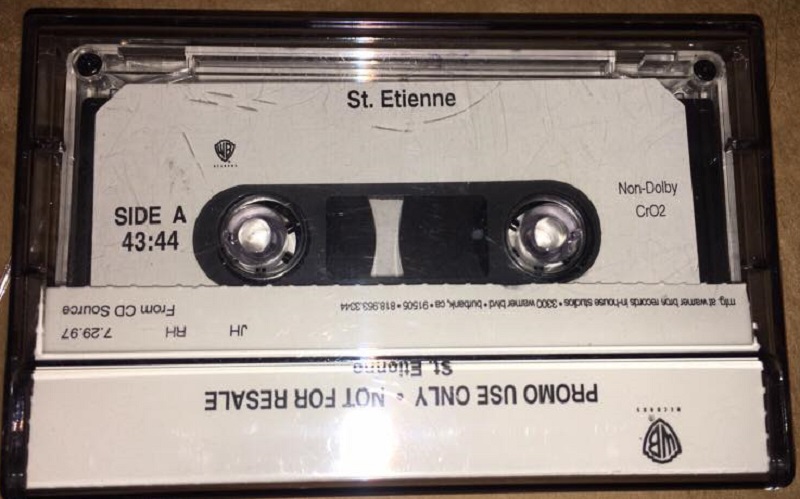 St. Etienne
WB
SIDE A
43:44
Non-Dolby
CrO2
mfg. at warner bros. records in-house studios • 3300 warner blvd • burbank, ca • 91505 • 818.953.3344
JH RH 7.29.97
From CD Source
St. Etienne
PROMO USE ONLY • NOT FOR RESALE
WB